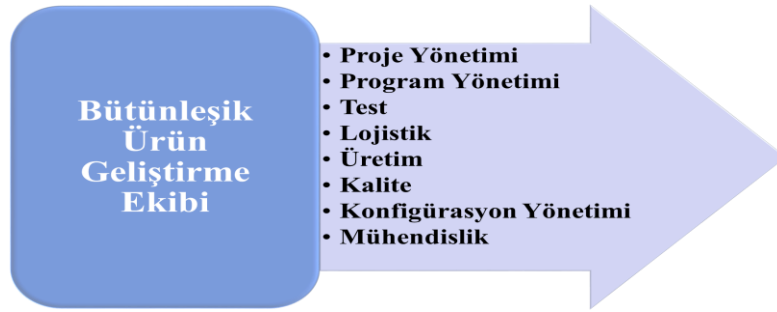 Bütünleşik
Ürün
Geliştirme
Ekibi
• Proje Yönetimi
• Program Yönetimi
• Test
• Lojistik
• Üretim
• Kalite
• Konfigürasyon Yönetimi
• Mühendislik